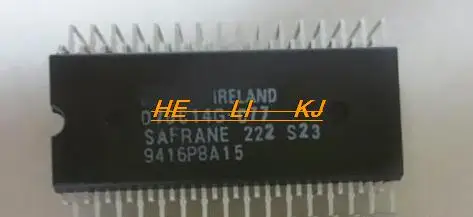 IRELAND
HE LI KJ
SAFRANE 222 S23
9416P8A15